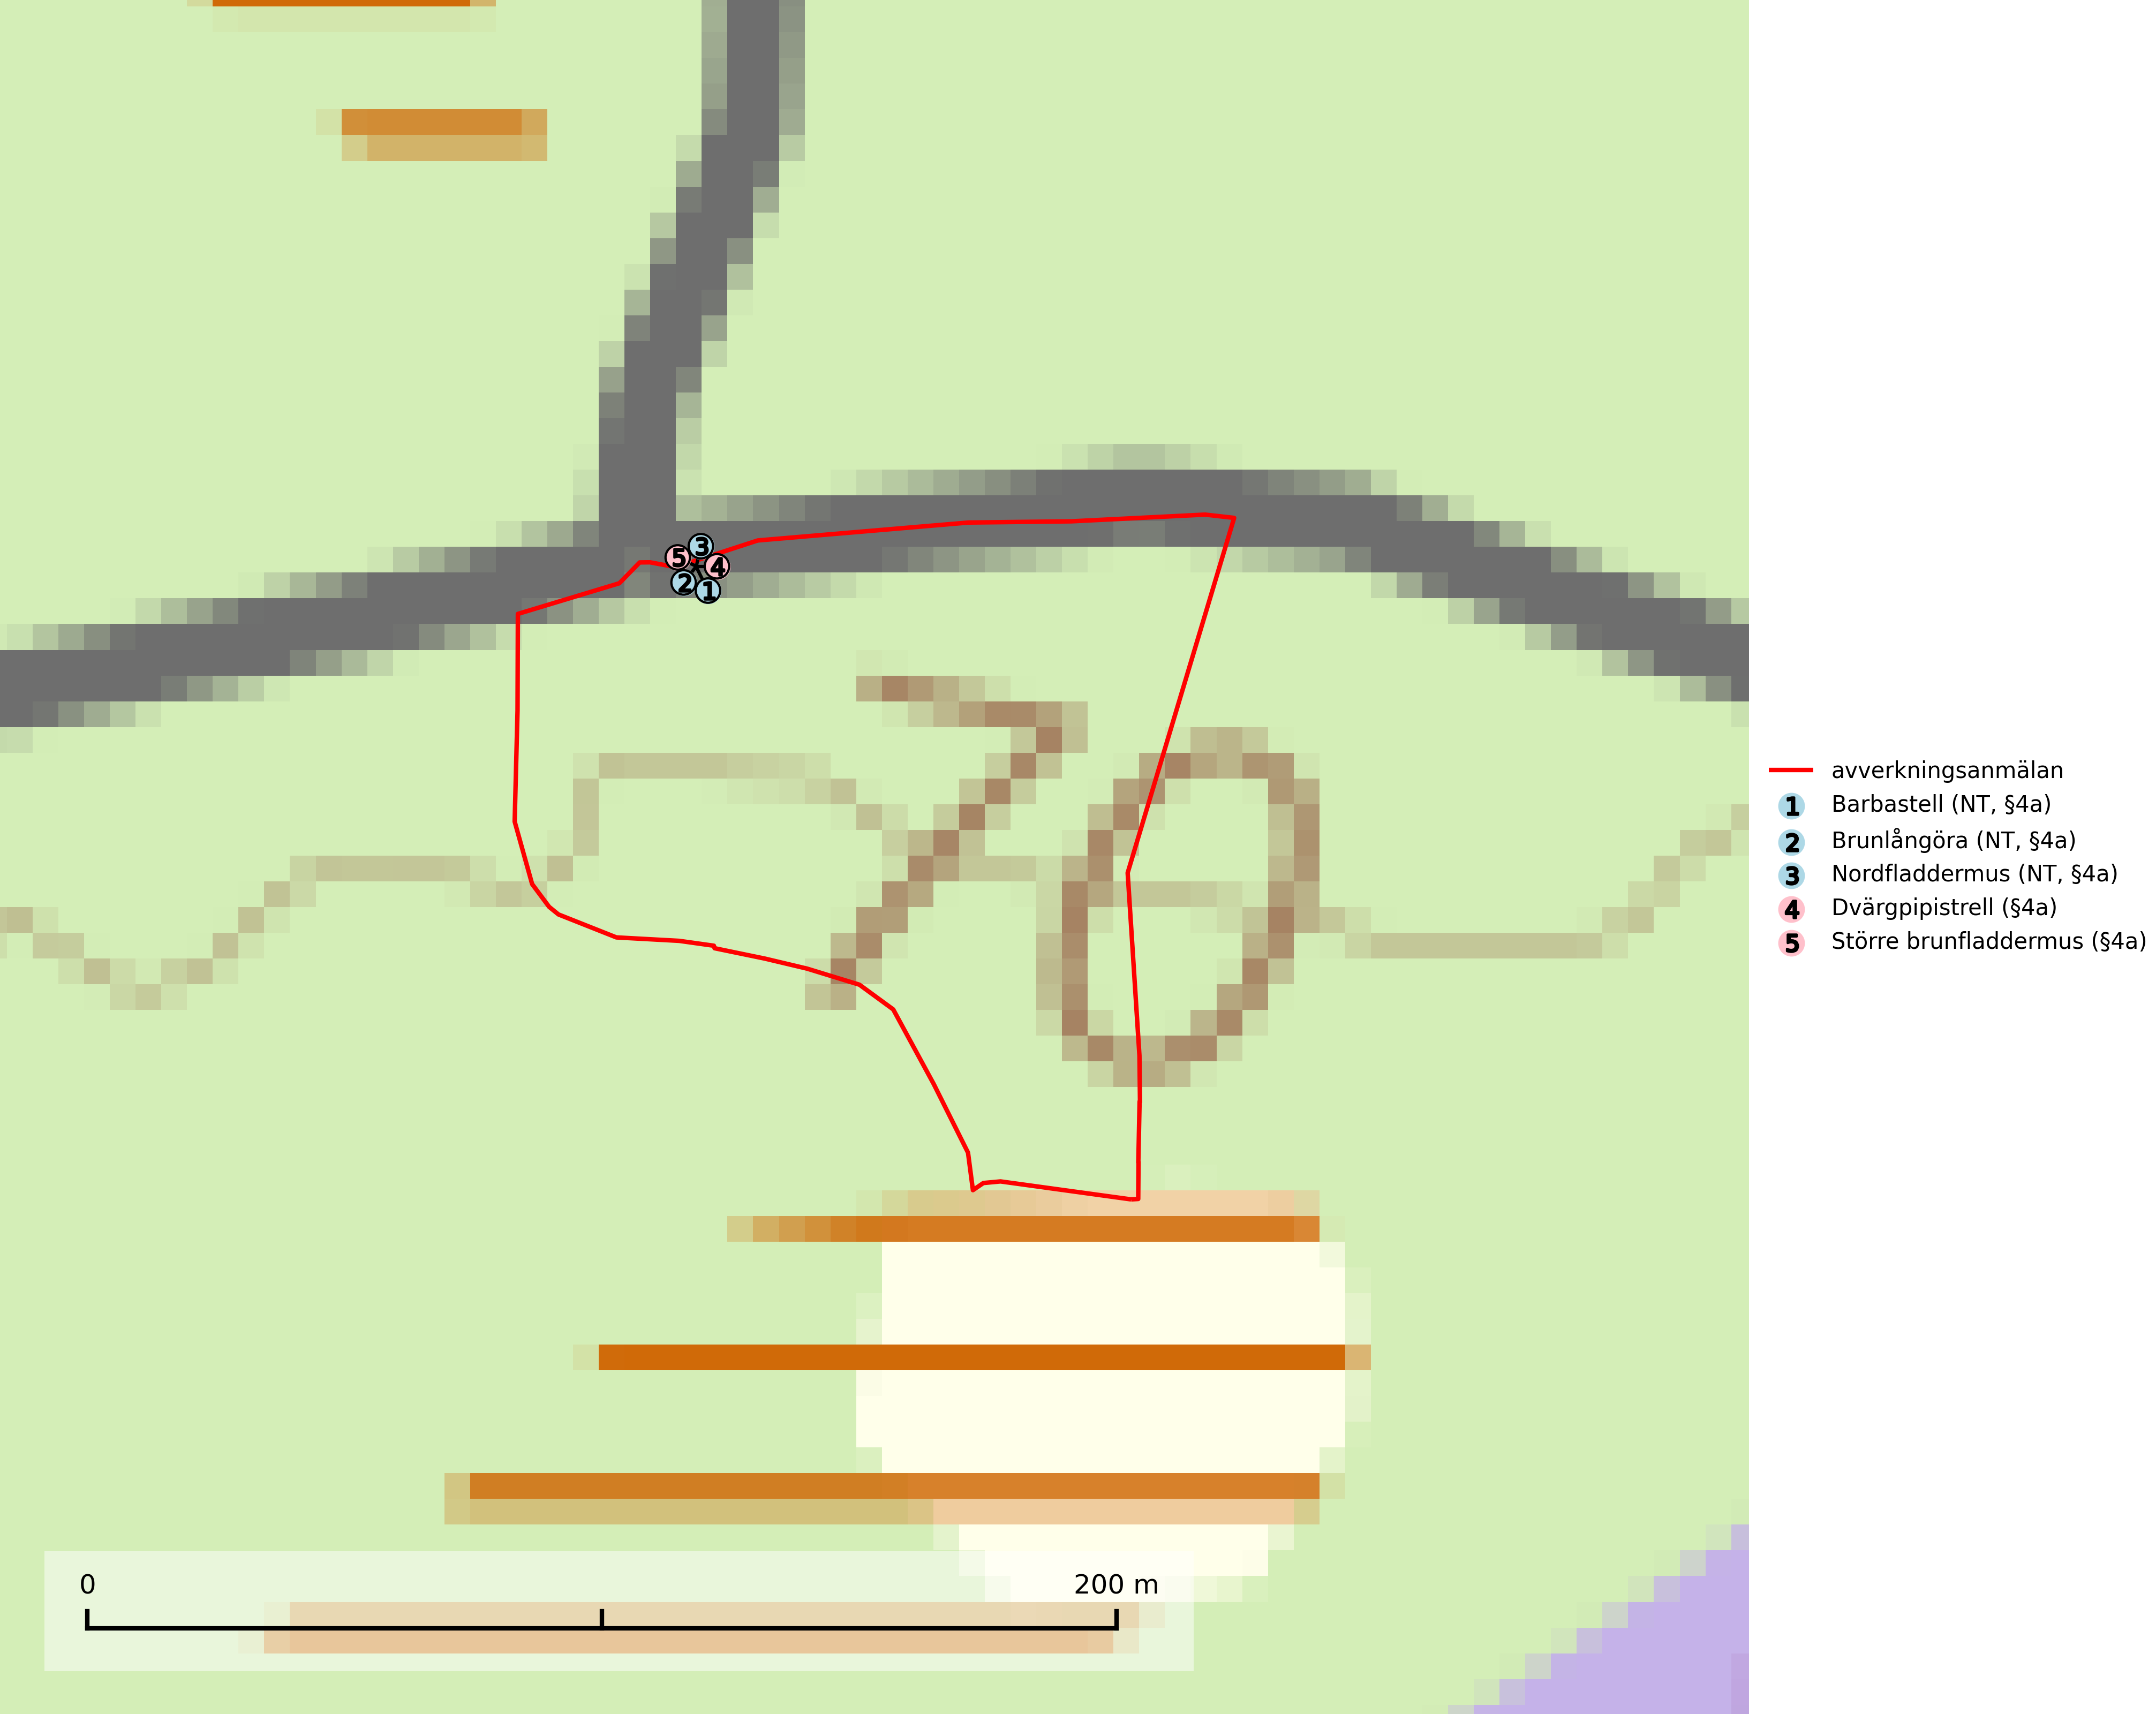 3
5
4
2
1
avverkningsanmälan
1 Barbastell (NT, §4a)
2 Brunlångöra (NT, §4a)
3 Nordfladdermus (NT, §4a)
4 Dvärgpipistrell (§4a)
5 Större brunfladdermus (§4a)
0 200 m